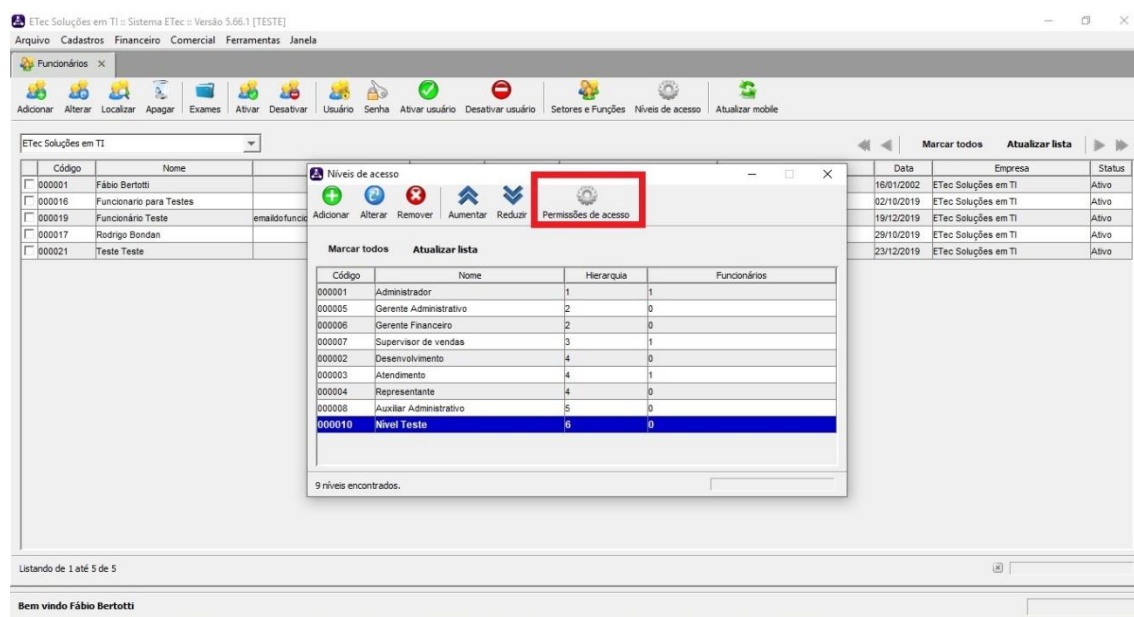 ETec Soluções em TI :: Sistema ETec :: Versão 5.66.1 [TESTE]
Arquivo Cadastros Financeiro Comercial Ferramentas Janela
Funcionários
Adicionar Alterar Localizar Apagar Exames Ativar Desativar Usuário Senha Ativar usuário Desativar usuário Setores e Funções Níveis de acesso Atualizar mobile
ETec Soluções em TI Marcar todos Atualizar lista
Código Nome Data Empresa Status
000001 Fábio Bertotti 16/01/2002 ETec Soluções em TI Ativo
000016 Funcionario para Testes 02/10/2019 ETec Soluções em TI Ativo
000019 Funcionário Teste emaildofuncio 19/12/2019 ETec Soluções em TI Ativo
000017 Rodrigo Bondan 29/10/2019 ETec Soluções em TI Ativo
000021 Teste Teste 23/12/2019 ETec Soluções em TI Ativo
Níveis de acesso
Adicionar Alterar Remover Aumentar Reduzir Permissões de acesso
Marcar todos Atualizar lista
Código Nome Hierarquia Funcionários
000001 Administrador 1 1
000005 Gerente Administrativo 2 0
000006 Gerente Financeiro 2 0
000007 Supervisor de vendas 3 1
000002 Desenvolvimento 4 0
000003 Atendimento 4 1
000004 Representante 4 0
000008 Auxiliar Administrativo 5 0
000010 Nivel Teste 6 0
9 níveis encontrados.
Listando de 1 até 5 de 5
Bem vindo Fábio Bertotti